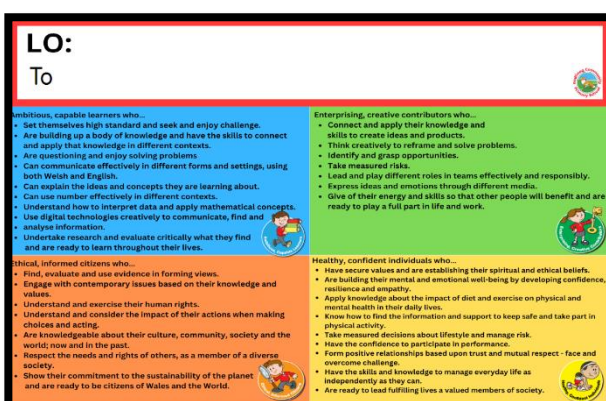 LO:
To
Ambitious, capable learners who...
• Set themselves high standard and seek and enjoy challenge.
• Are building up a body of knowledge and have the skills to connect
and apply that knowledge in different contexts.
• Are questioning and enjoy solving problems
• Can communicate effectively in different forms and settings, using
both Welsh and English.
• Can explain the ideas and concepts they are learning about.
• Can use number effectively in different contexts.
• Understand how to interpret data and apply mathematical concepts.
• Use digital technologies creatively to communicate, find and
• analyse information.
• Undertake research and evaluate critically what they find
and are ready to learn throughout their lives.
Enterprising, creative contributors who...
• Connect and apply their knowledge and
skills to create ideas and products.
• Think creatively to reframe and solve problems.
• Identify and grasp opportunities.
• Take measured risks.
• Lead and play different roles in teams effectively and responsibly.
• Express ideas and emotions through different media.
• Give of their energy and skills so that other people will benefit and are
ready to play a full part in life and work.
Ethical, informed citizens who...
• Find, evaluate and use evidence in forming views.
• Engage with contemporary issues based on their knowledge and
values.
• Understand and exercise their human rights.
• Understand and consider the impact of their actions when making
choices and acting.
• Are knowledgeable about their culture, community, society and the
world; now and in the past.
• Respect the needs and rights of others, as a member of a diverse
society.
• Show their commitment to the sustainability of the planet
and are ready to be citizens of Wales and the World.
Healthy, confident individuals who...
• Have secure values and are establishing their spiritual and ethical beliefs.
• Are building their mental and emotional well-being by developing confidence,
resilience and empathy.
• Apply knowledge about the impact of diet and exercise on physical and
mental health in their daily lives.
• Know how to find the information and support to keep safe and take part in
physical activity.
• Take measured decisions about lifestyle and manage risk.
• Have the confidence to participate in performance.
• Form positive relationships based upon trust and mutual respect - face and
overcome challenge.
• Have the skills and knowledge to manage everyday life as
independently as they can.
• Are ready to lead fulfilling lives a valued members of society.